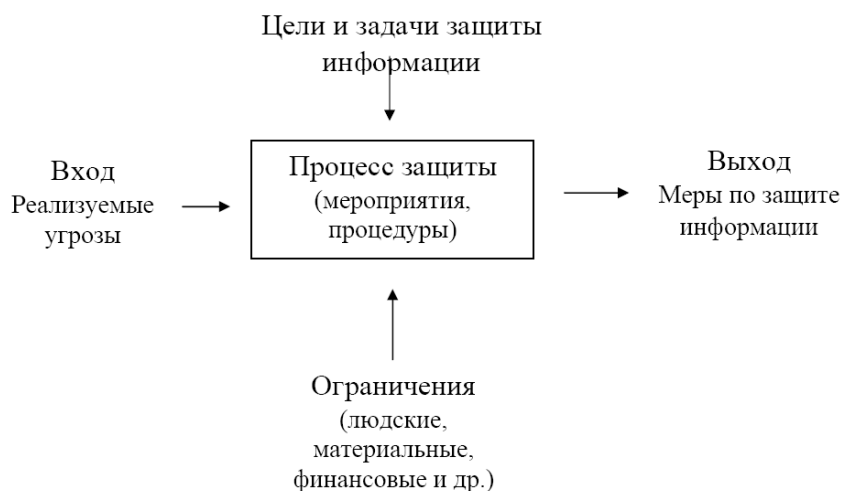 Цели и задачи защиты
информации
Вход
Реализуемые
угрозы
Процесс защиты
(мероприятия,
процедуры)
Выход
Меры по защите
информации
Ограничения
(людские,
материальные,
финансовые и др.)